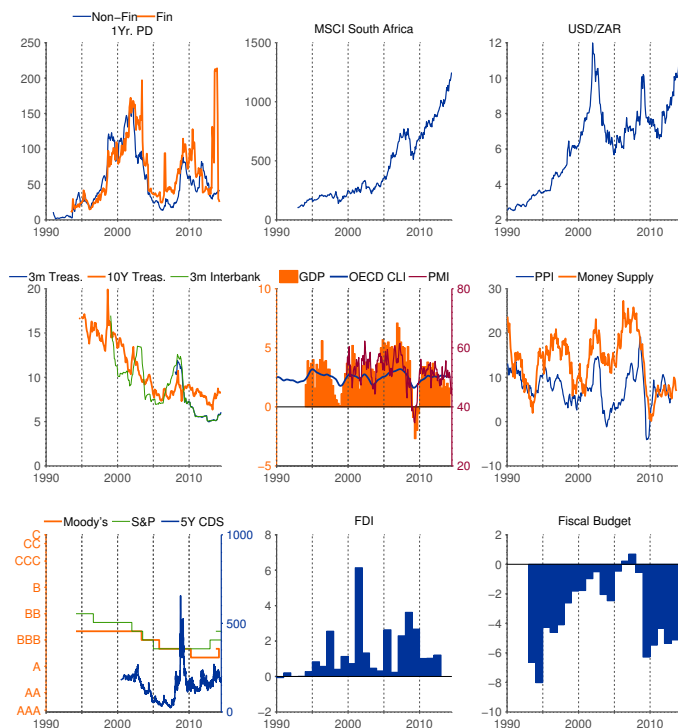 Non-Fin Fin
1Yr. PD
250
200
150
100
50
0
1990 2000 2010
MSCI South Africa
1500
1000
500
0
1990 2000 2010
USD/ZAR
12
10
8
6
4
2
1990 2000 2010
3m Treas. 10Y Treas. 3m Interbank
20
15
10
5
0
1990 2000 2010
GDP OECD CLI PMI
10
5
0
−5
80
60
40
20
1990 2000 2010
PPI Money Supply
30
20
10
0
−10
1990 2000 2010
Moody's S&P 5Y CDS
C
CC
CCC
B
BB
BBB
A
AA
AAA
1000
500
0
1990 2000 2010
FDI
8
6
4
2
0
−2
1990 2000 2010
Fiscal Budget
2
0
−2
−4
−6
−8
−10
1990 2000 2010